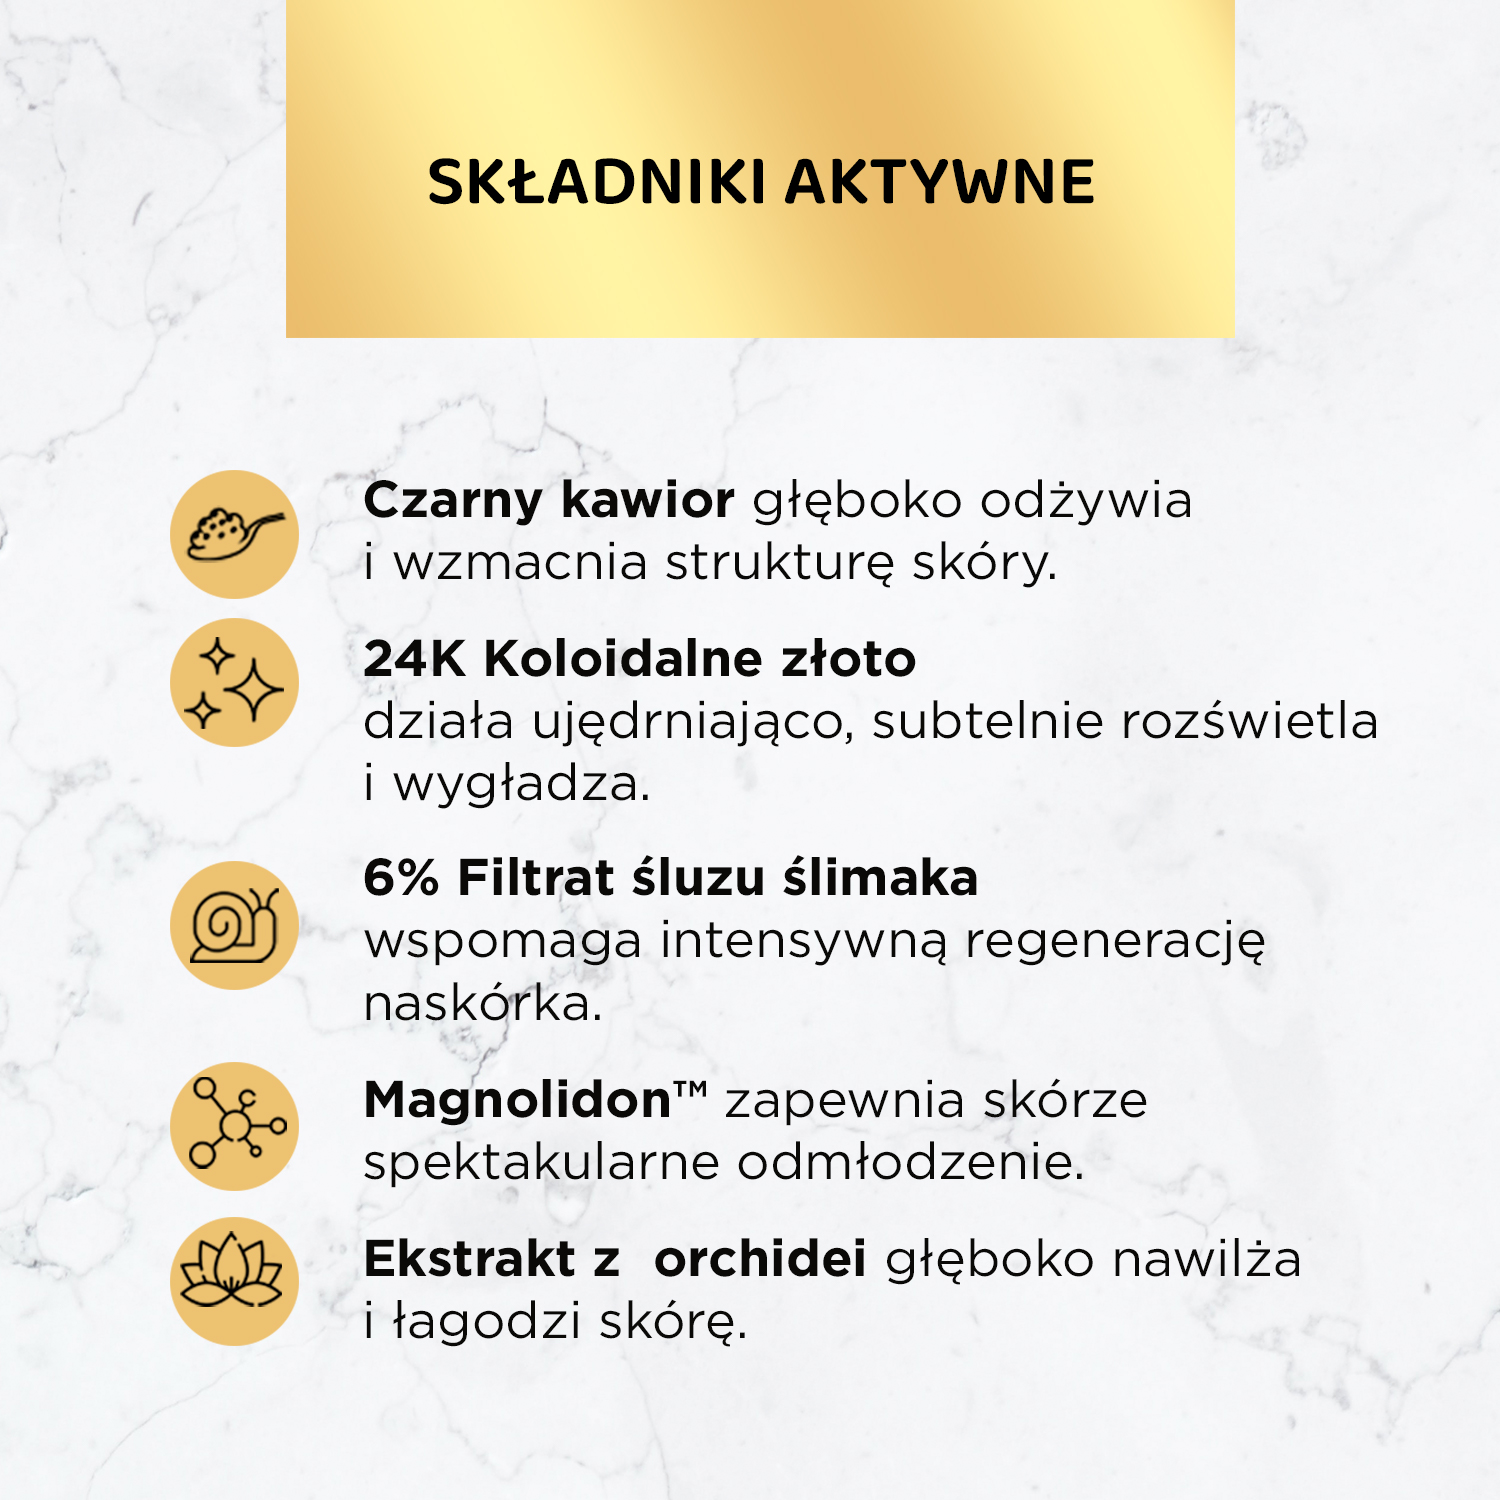 SKŁADNIKI AKTYWNE
Czarny kawior głęboko odżywia
i wzmacnia strukturę skóry.
24K Koloidalne złoto
działa ujędrniająco, subtelnie rozświetla
i wygładza.
6% Filtrat śluzu ślimaka
wspomaga intensywną regenerację
naskórka.
Magnolidon™ zapewnia skórze
spektakularne odmłodzenie.
Ekstrakt z  orchidei głęboko nawilża
i łagodzi skórę.